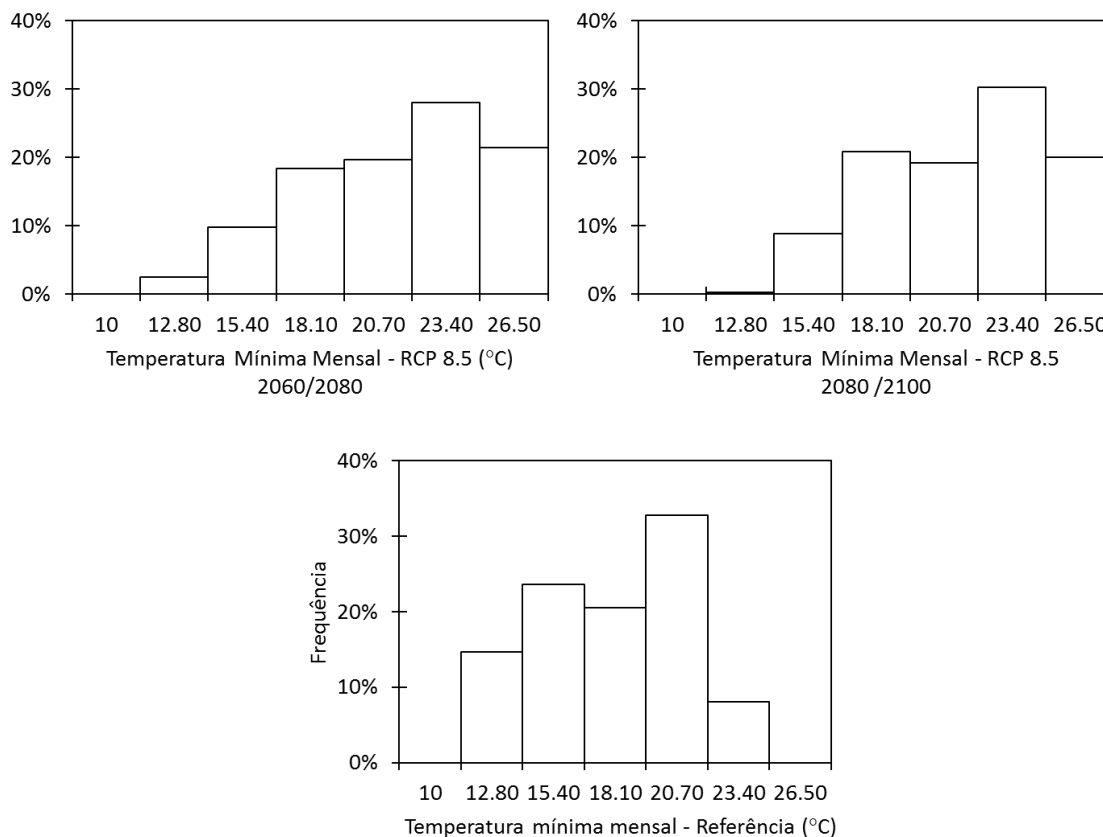 40%
30%
20%
10%
0%
10 12.80 15.40 18.10 20.70 23.40 26.50
Temperatura Mínima Mensal - RCP 8.5 (°C)
2060/2080
40%
30%
20%
10%
0%
10 12.80 15.40 18.10 20.70 23.40 26.50
Temperatura Mínima Mensal - RCP 8.5
2080 /2100
Frequência
40%
30%
20%
10%
0%
10 12.80 15.40 18.10 20.70 23.40 26.50
Temperatura mínima mensal - Referência (°C)